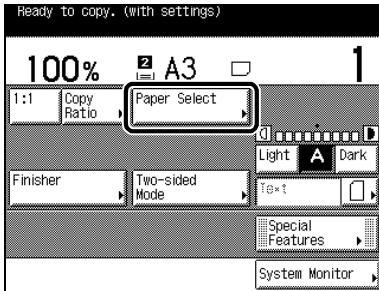 Ready to copy. (with settings)
100% 2 A3 1
1:1 Copy Ratio Paper Select
Light A Dark
Finisher Two-sided Mode Text
Special Features
System Monitor